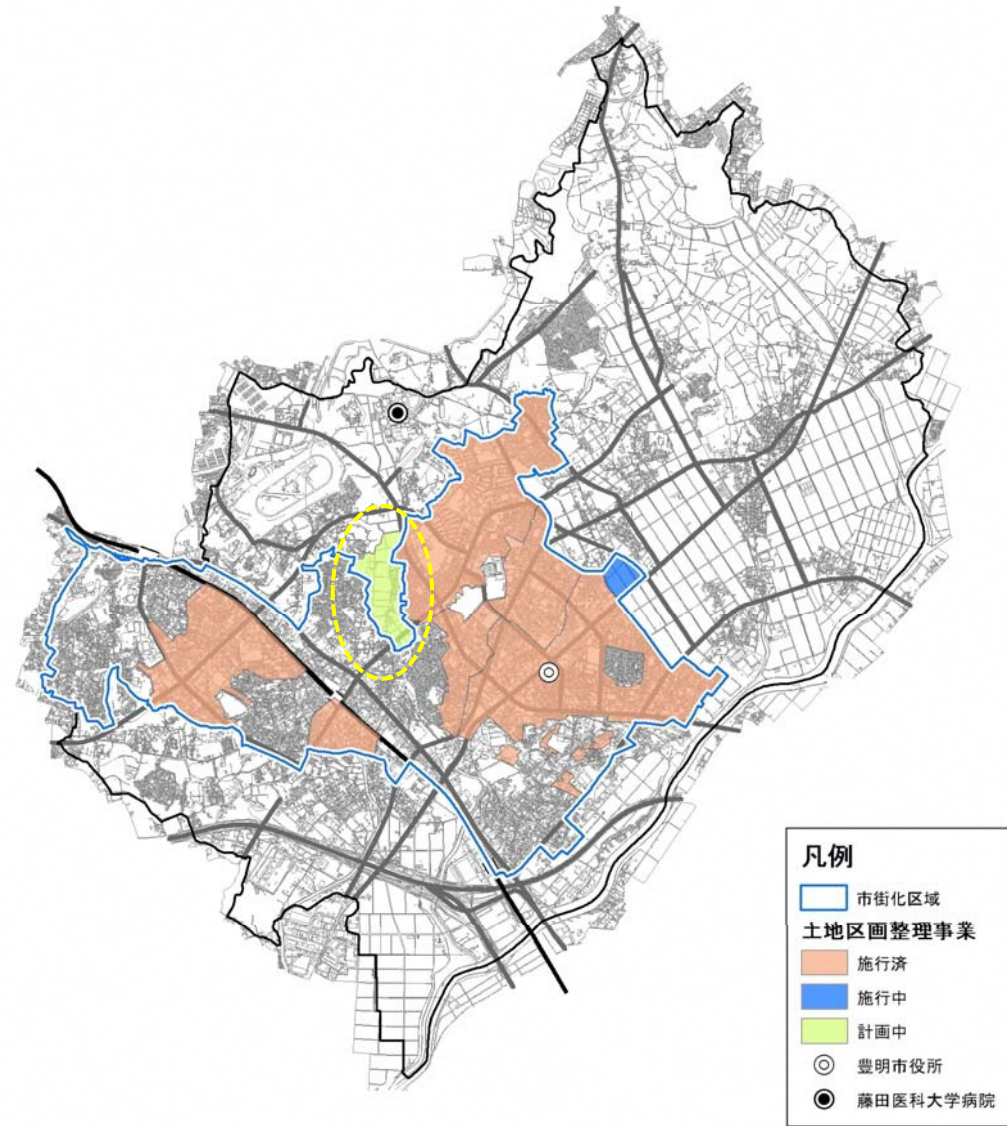 凡例
市街化区域
土地区画整理事業
施行済
施行中
計画中
豊明市役所
藤田医科大学病院